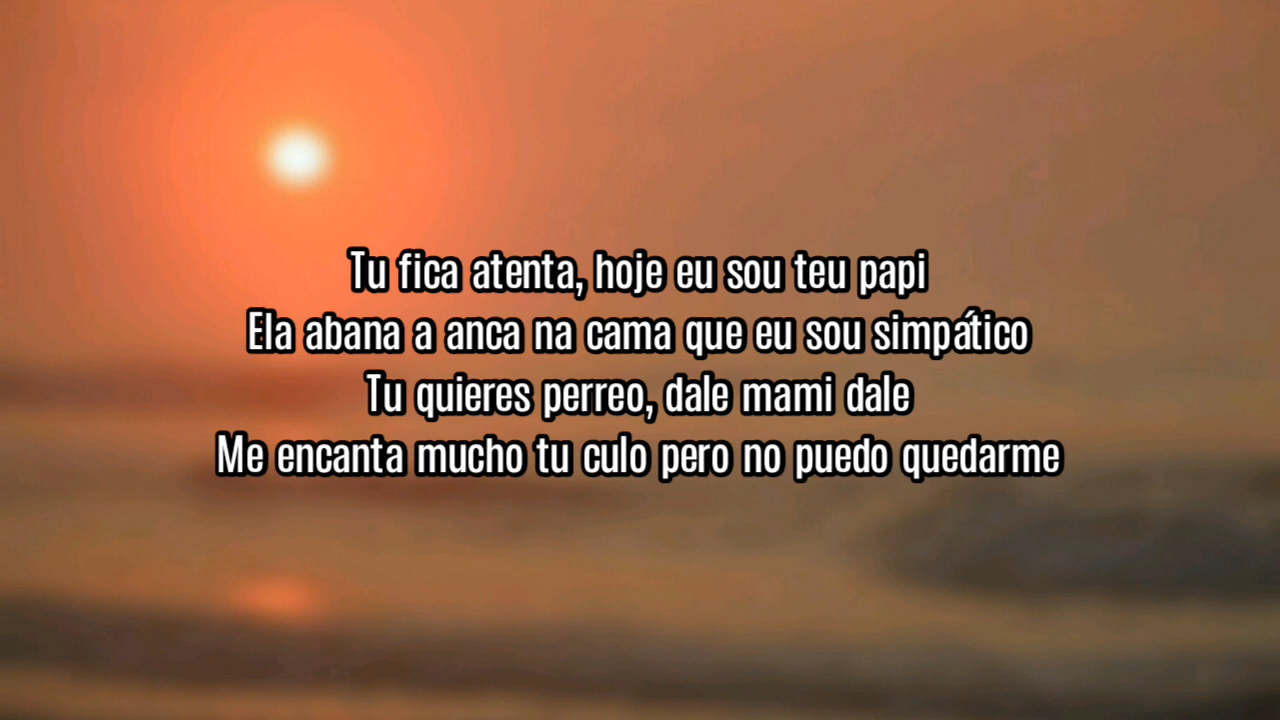 Tu fica atenta, hoje eu sou teu papi
Ela abana a anca na cama que eu sou simpático
Tu quieres perreo, dale mami dale
Me encanta mucho tu culo pero no puedo quedarme